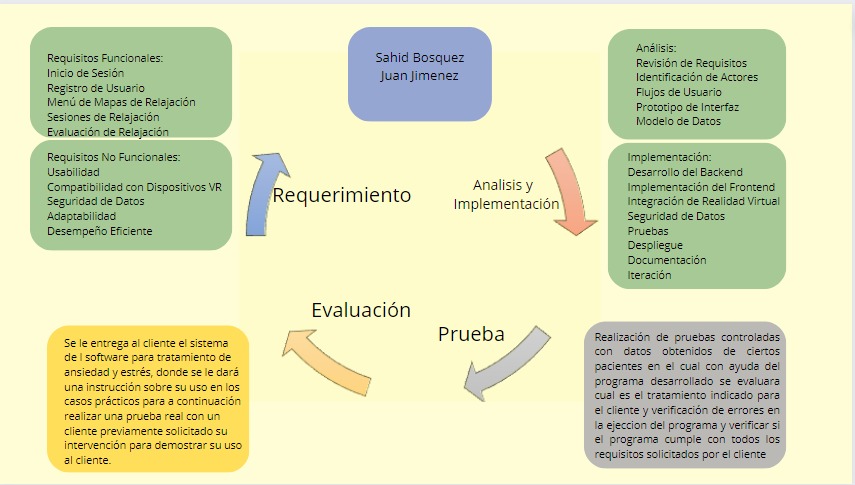 Sahid Bosquez
Juan Jimenez
Requisitos Funcionales:
Inicio de Sesión
Registro de Usuario
Menú de Mapas de Relajación
Sesiones de Relajación
Evaluación de Relajación
Requisitos No Funcionales:
Usabilidad
Compatibilidad con Dispositivos VR
Seguridad de Datos
Adaptabilidad
Desempeño Eficiente
Requerimiento
Analisis y
Implementación
Análisis:
Revisión de Requisitos
Identificación de Actores
Flujos de Usuario
Prototipo de Interfaz
Modelo de Datos
Implementación:
Desarrollo del Backend
Implementación del Frontend
Integración de Realidad Virtual
Seguridad de Datos
Pruebas
Despliegue
Documentación
Iteración
Evaluación
Prueba
Se le entrega al cliente el sistema
de l software para tratamiento de
ansiedad y estrés, donde se le dará
una instrucción sobre su uso en los
casos prácticos para a continuación
realizar una prueba real con un
cliente previamente solicitado su
intervención para demostrar su uso
al cliente.
Realización de pruebas controladas
con datos obtenidos de ciertos
pacientes en el cual con ayuda del
programa desarrollado se evaluara
cual es el tratamiento indicado para
el cliente y verificación de errores en
la ejeccion del programa y verificar si
el programa cumple con todos los
requisitos solicitados por el cliente